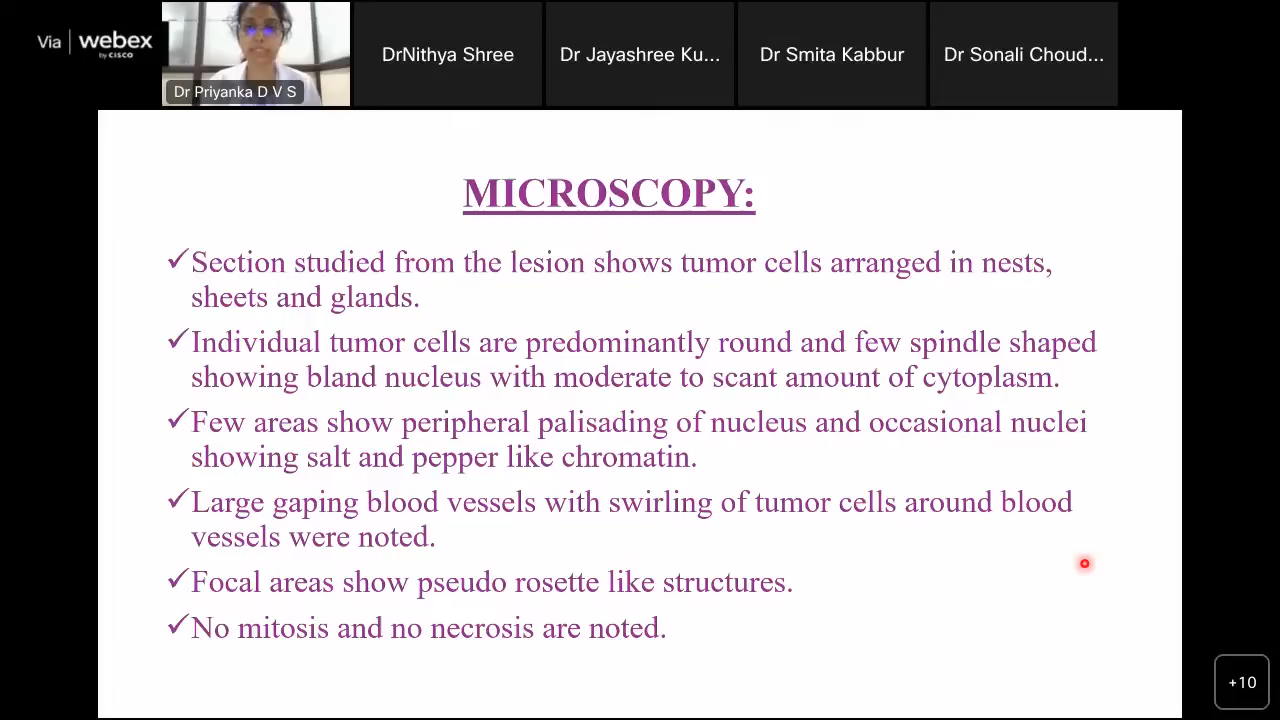 Via | webex
by CISCO
Dr Priyanka D V S
DrNithya Shree
Dr Jayashree Ku...
Dr Smita Kabbur
Dr Sonali Choud...
MICROSCOPY:
✓Section studied from the lesion shows tumor cells arranged in nests,
sheets and glands.
✓Individual tumor cells are predominantly round and few spindle shaped
showing bland nucleus with moderate to scant amount of cytoplasm.
✓Few areas show peripheral palisading of nucleus and occasional nuclei
showing salt and pepper like chromatin.
✓Large gaping blood vessels with swirling of tumor cells around blood
vessels were noted.
✓Focal areas show pseudo rosette like structures.
✓No mitosis and no necrosis are noted.
+10